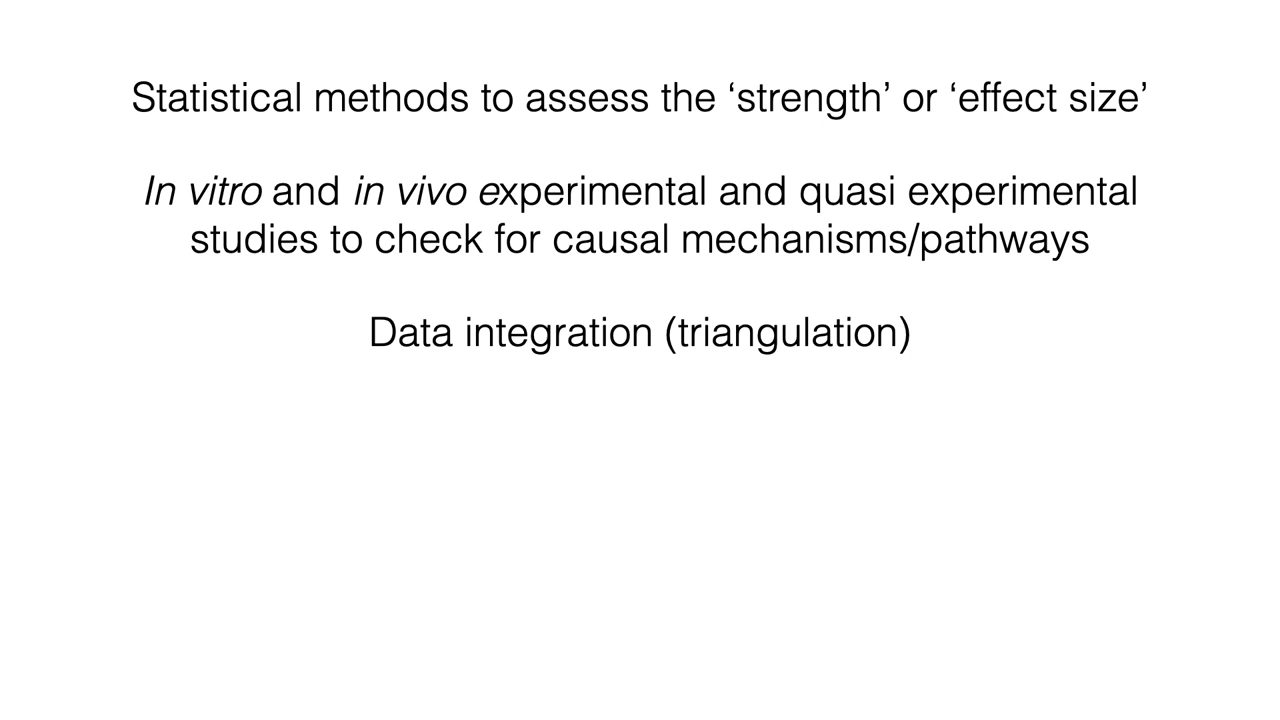 Statistical methods to assess the ‘strength’ or ‘effect size’
In vitro and in vivo experimental and quasi experimental
studies to check for causal mechanisms/pathways
Data integration (triangulation)